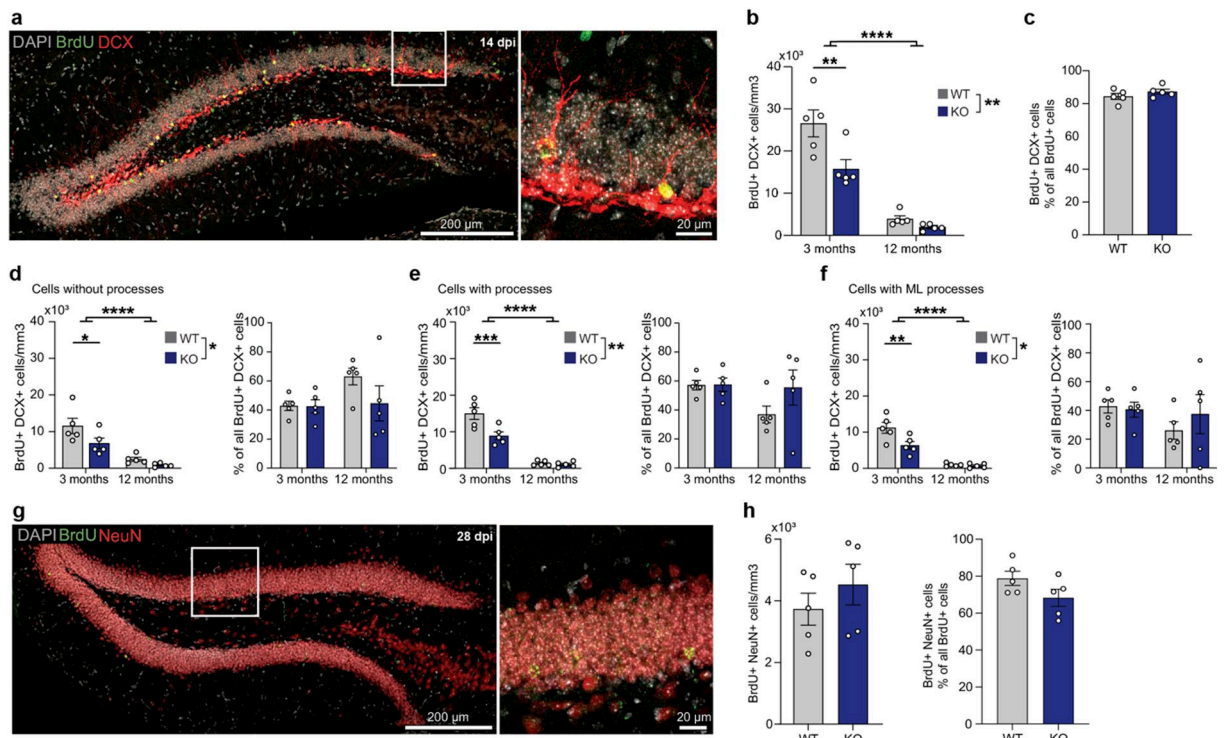 a
DAPI BrdU DCX
14 dpi
200 µm
20 µm
b
****
**
WT
KO
**
x10³
BrdU+ DCX+ cells/mm3
40
30
20
10
0
3 months
12 months
c
BrdU+ DCX+ cells
% of all BrdU+ cells
100
80
60
40
20
0
WT
KO
d
Cells without processes
x10³
****
*
WT
KO
*
BrdU+ DCX+ cells/mm3
40
30
20
10
0
3 months
12 months
% of all BrdU+ DCX+ cells
100
80
60
40
20
0
3 months
12 months
e
Cells with processes
x10³
****
***
WT
KO
**
BrdU+ DCX+ cells/mm3
40
30
20
10
0
3 months
12 months
% of all BrdU+ DCX+ cells
100
80
60
40
20
0
3 months
12 months
f
Cells with ML processes
x10³
****
**
WT
KO
*
BrdU+ DCX+ cells/mm3
40
30
20
10
0
3 months
12 months
% of all BrdU+ DCX+ cells
100
80
60
40
20
0
3 months
12 months
g
DAPI BrdU NeuN
28 dpi
200 µm
20 µm
h
x10³
BrdU+ NeuN+ cells/mm3
6
4
2
0
WT
KO
BrdU+ NeuN+ cells
% of all BrdU+ cells
100
80
60
40
20
0
WT
KO